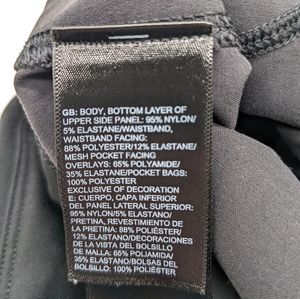 GB: BODY, BOTTOM LAYER OF
UPPER SIDE PANEL: 95% NYLON/
5% ELASTANE/WAISTBAND,
WAISTBAND FACING:
88% POLYESTER/12% ELASTANE/
MESH POCKET FACING
OVERLAYS: 65% POLYAMIDE/
35% ELASTANE/POCKET BAGS:
100% POLYESTER
EXCLUSIVE OF DECORATION
E: CUERPO, CAPA INFERIOR
DEL PANEL LATERAL SUPERIOR:
95% NYLON/5% ELASTANO/
PRETINA, REVESTIMIENTO DE LA
PRETINA: 88% POLIÉSTER/
12% ELASTANO/DECORACIONES
DE LA VISTA DEL BOLSILLO
DE MALLA: 65% POLIAMIDA/
35% ELASTANO/BOLSAS DEL
BOLSILLO: 100% POLIÉSTER